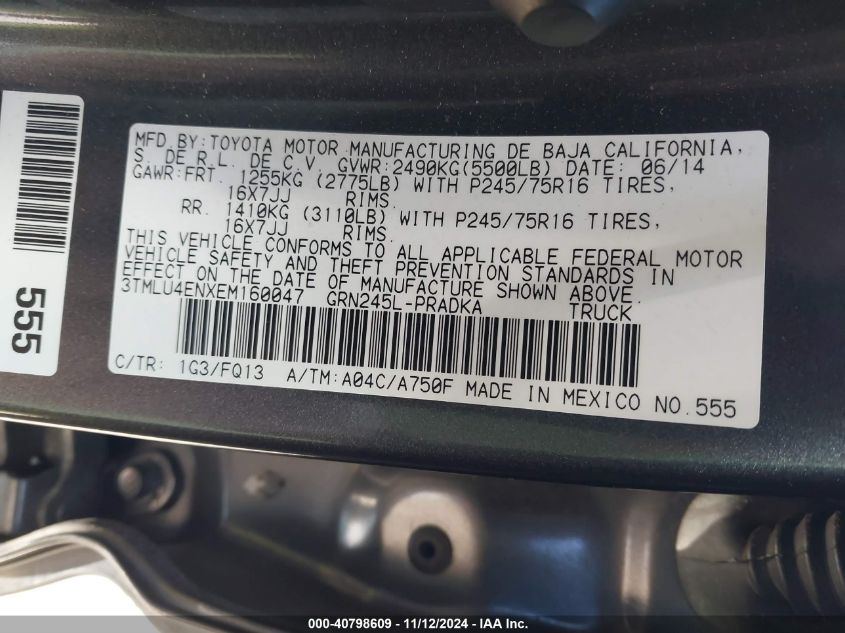 MFD.BY:TOYOTA MOTOR MANUFACTURING DE BAJA CALIFORNIA,
S. DE R.L. DE C.V. GVWR:2490KG(5500LB) DATE: 06/14
GAWR:FRT. 1255KG (2775LB) WITH P245/75R16 TIRES,
16X7JJ RIMS.
RR. 1410KG (3110LB) WITH P245/75R16 TIRES,
16X7JJ RIMS.
THIS VEHICLE CONFORMS TO ALL APPLICABLE FEDERAL MOTOR
VEHICLE SAFETY AND THEFT PREVENTION STANDARDS IN
EFFECT ON THE DATE OF MANUFACTURE SHOWN ABOVE.
3TMLU4ENXEM160047 GRN245L-PRADKA TRUCK
C/TR: 1G3/FQ13 A/TM:A04C/A750F MADE IN MEXICO NO.555
555
000-40798609 - 11/12/2024 - IAA Inc.